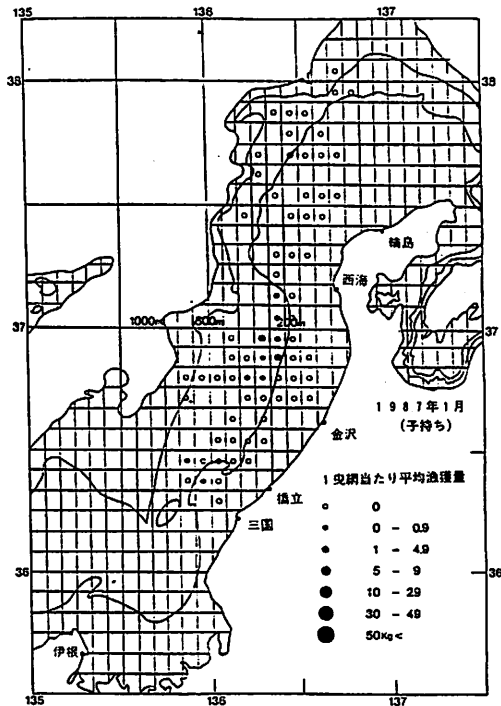 135
136
137
38
38
輪島
西海
1000m
500m
200m
37
37
1987年1月
(子持ち)
金沢
1曳網当たり平均漁獲量
橋立
三国
0
0 - 0.9
1 - 4.9
5 - 9
10 - 29
30 - 49
50Kg <
36
36
伊根
135
136
137